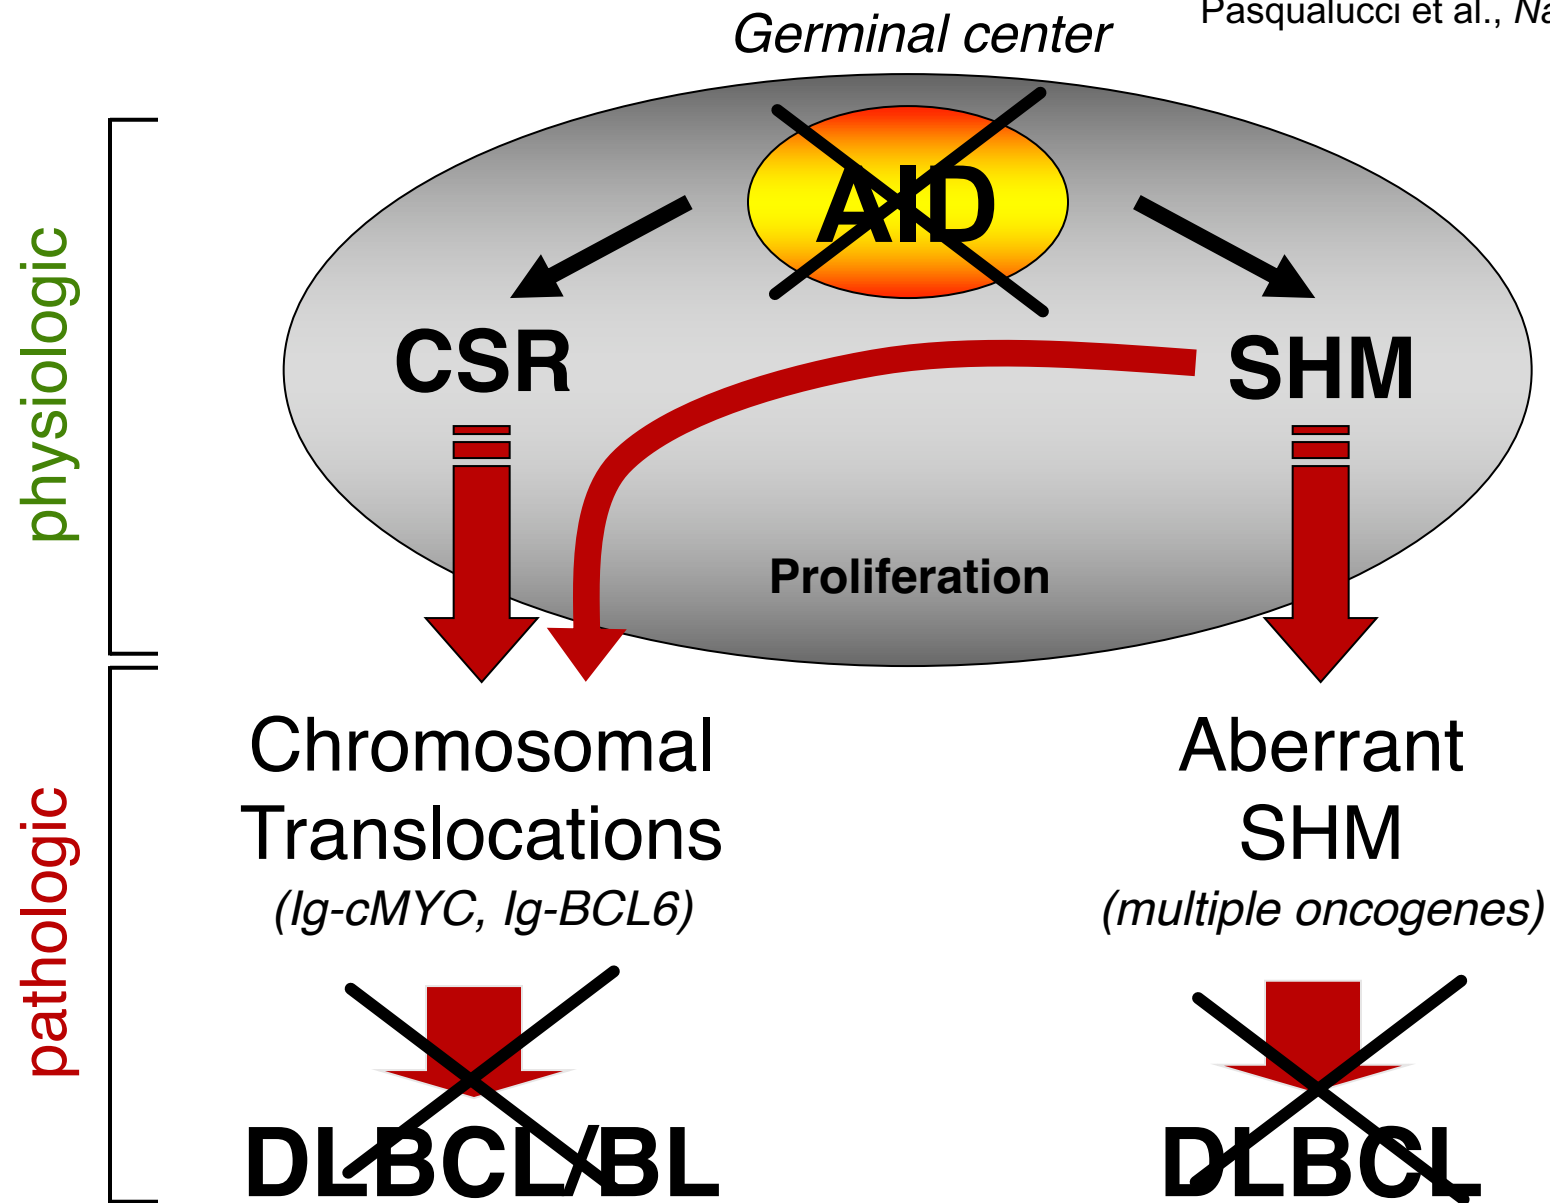 Pasqualucci et al., Na
Germinal center
physiologic
AID
CSR
SHM
Proliferation
pathologic
Chromosomal
Translocations
(Ig-cMYC, Ig-BCL6)
Aberrant
SHM
(multiple oncogenes)
DLBCL/BL
DLBCL